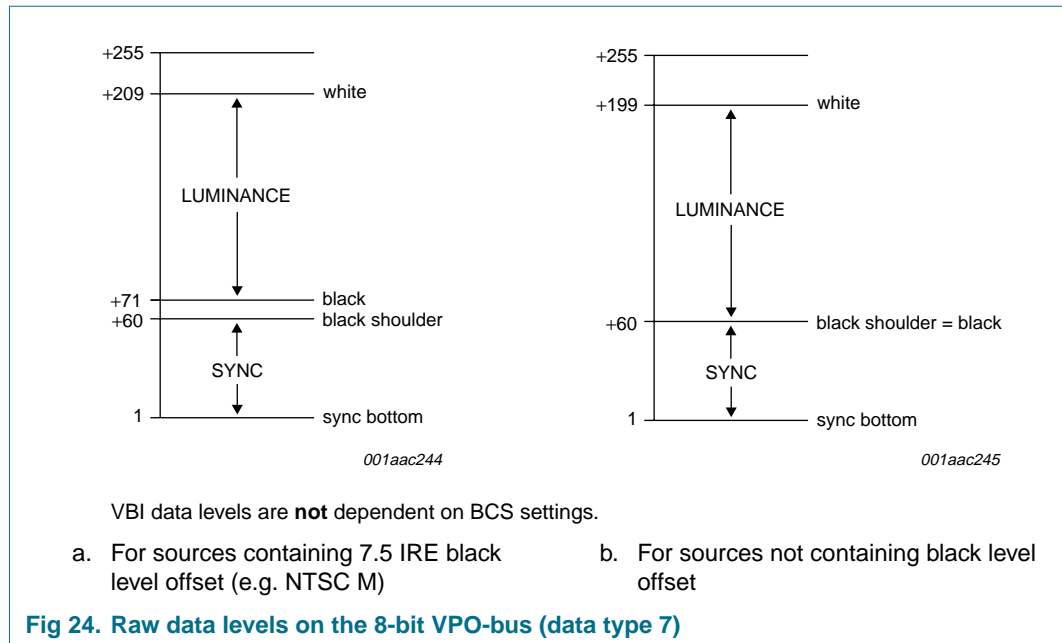 +255
+209
white
LUMINANCE
+71
black
+60
black shoulder
SYNC
1
sync bottom
001aac244
+255
+199
white
LUMINANCE
+60
black shoulder = black
SYNC
1
sync bottom
001aac245
VBI data levels are not dependent on BCS settings.
a. For sources containing 7.5 IRE black
level offset (e.g. NTSC M)
b. For sources not containing black level
offset
Fig 24. Raw data levels on the 8-bit VPO-bus (data type 7)